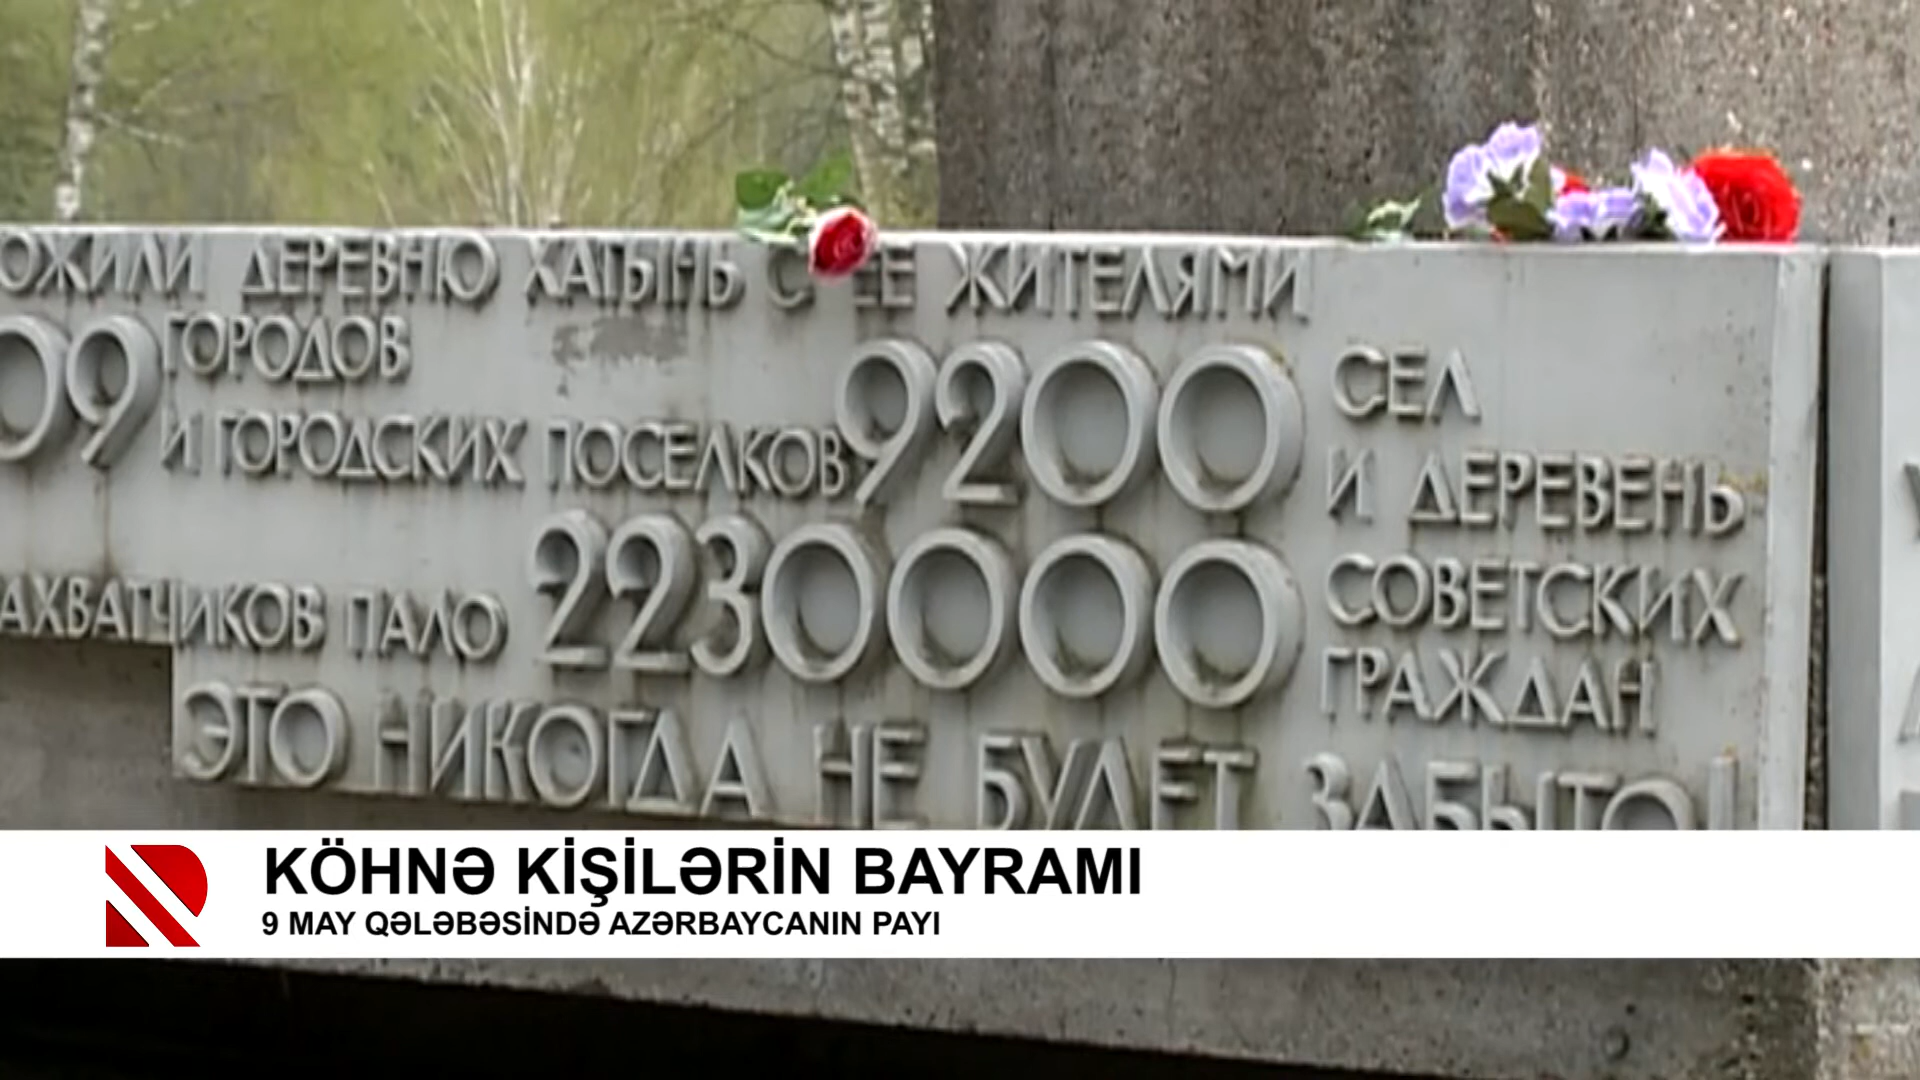 ОЖИЛИ ДЕРЕВНЮ ХАТЫНЬ С ЕЕ ЖИТЕЛЯМИ
09 ГОРОДОВ И ГОРОДСКИХ ПОСЕЛКОВ 9200 СЕЛ И ДЕРЕВЕНЬ
АХВАТЧИКОВ ПАЛО 2230000 СОВЕТСКИХ ГРАЖДАН
ЭТО НИКОГДА НЕ БУДЕТ ЗАБЫТО!
KÖHNƏ KİŞİLƏRİN BAYRAMI
9 MAY QƏLƏBƏSİNDƏ AZƏRBAYCANIN PAYI